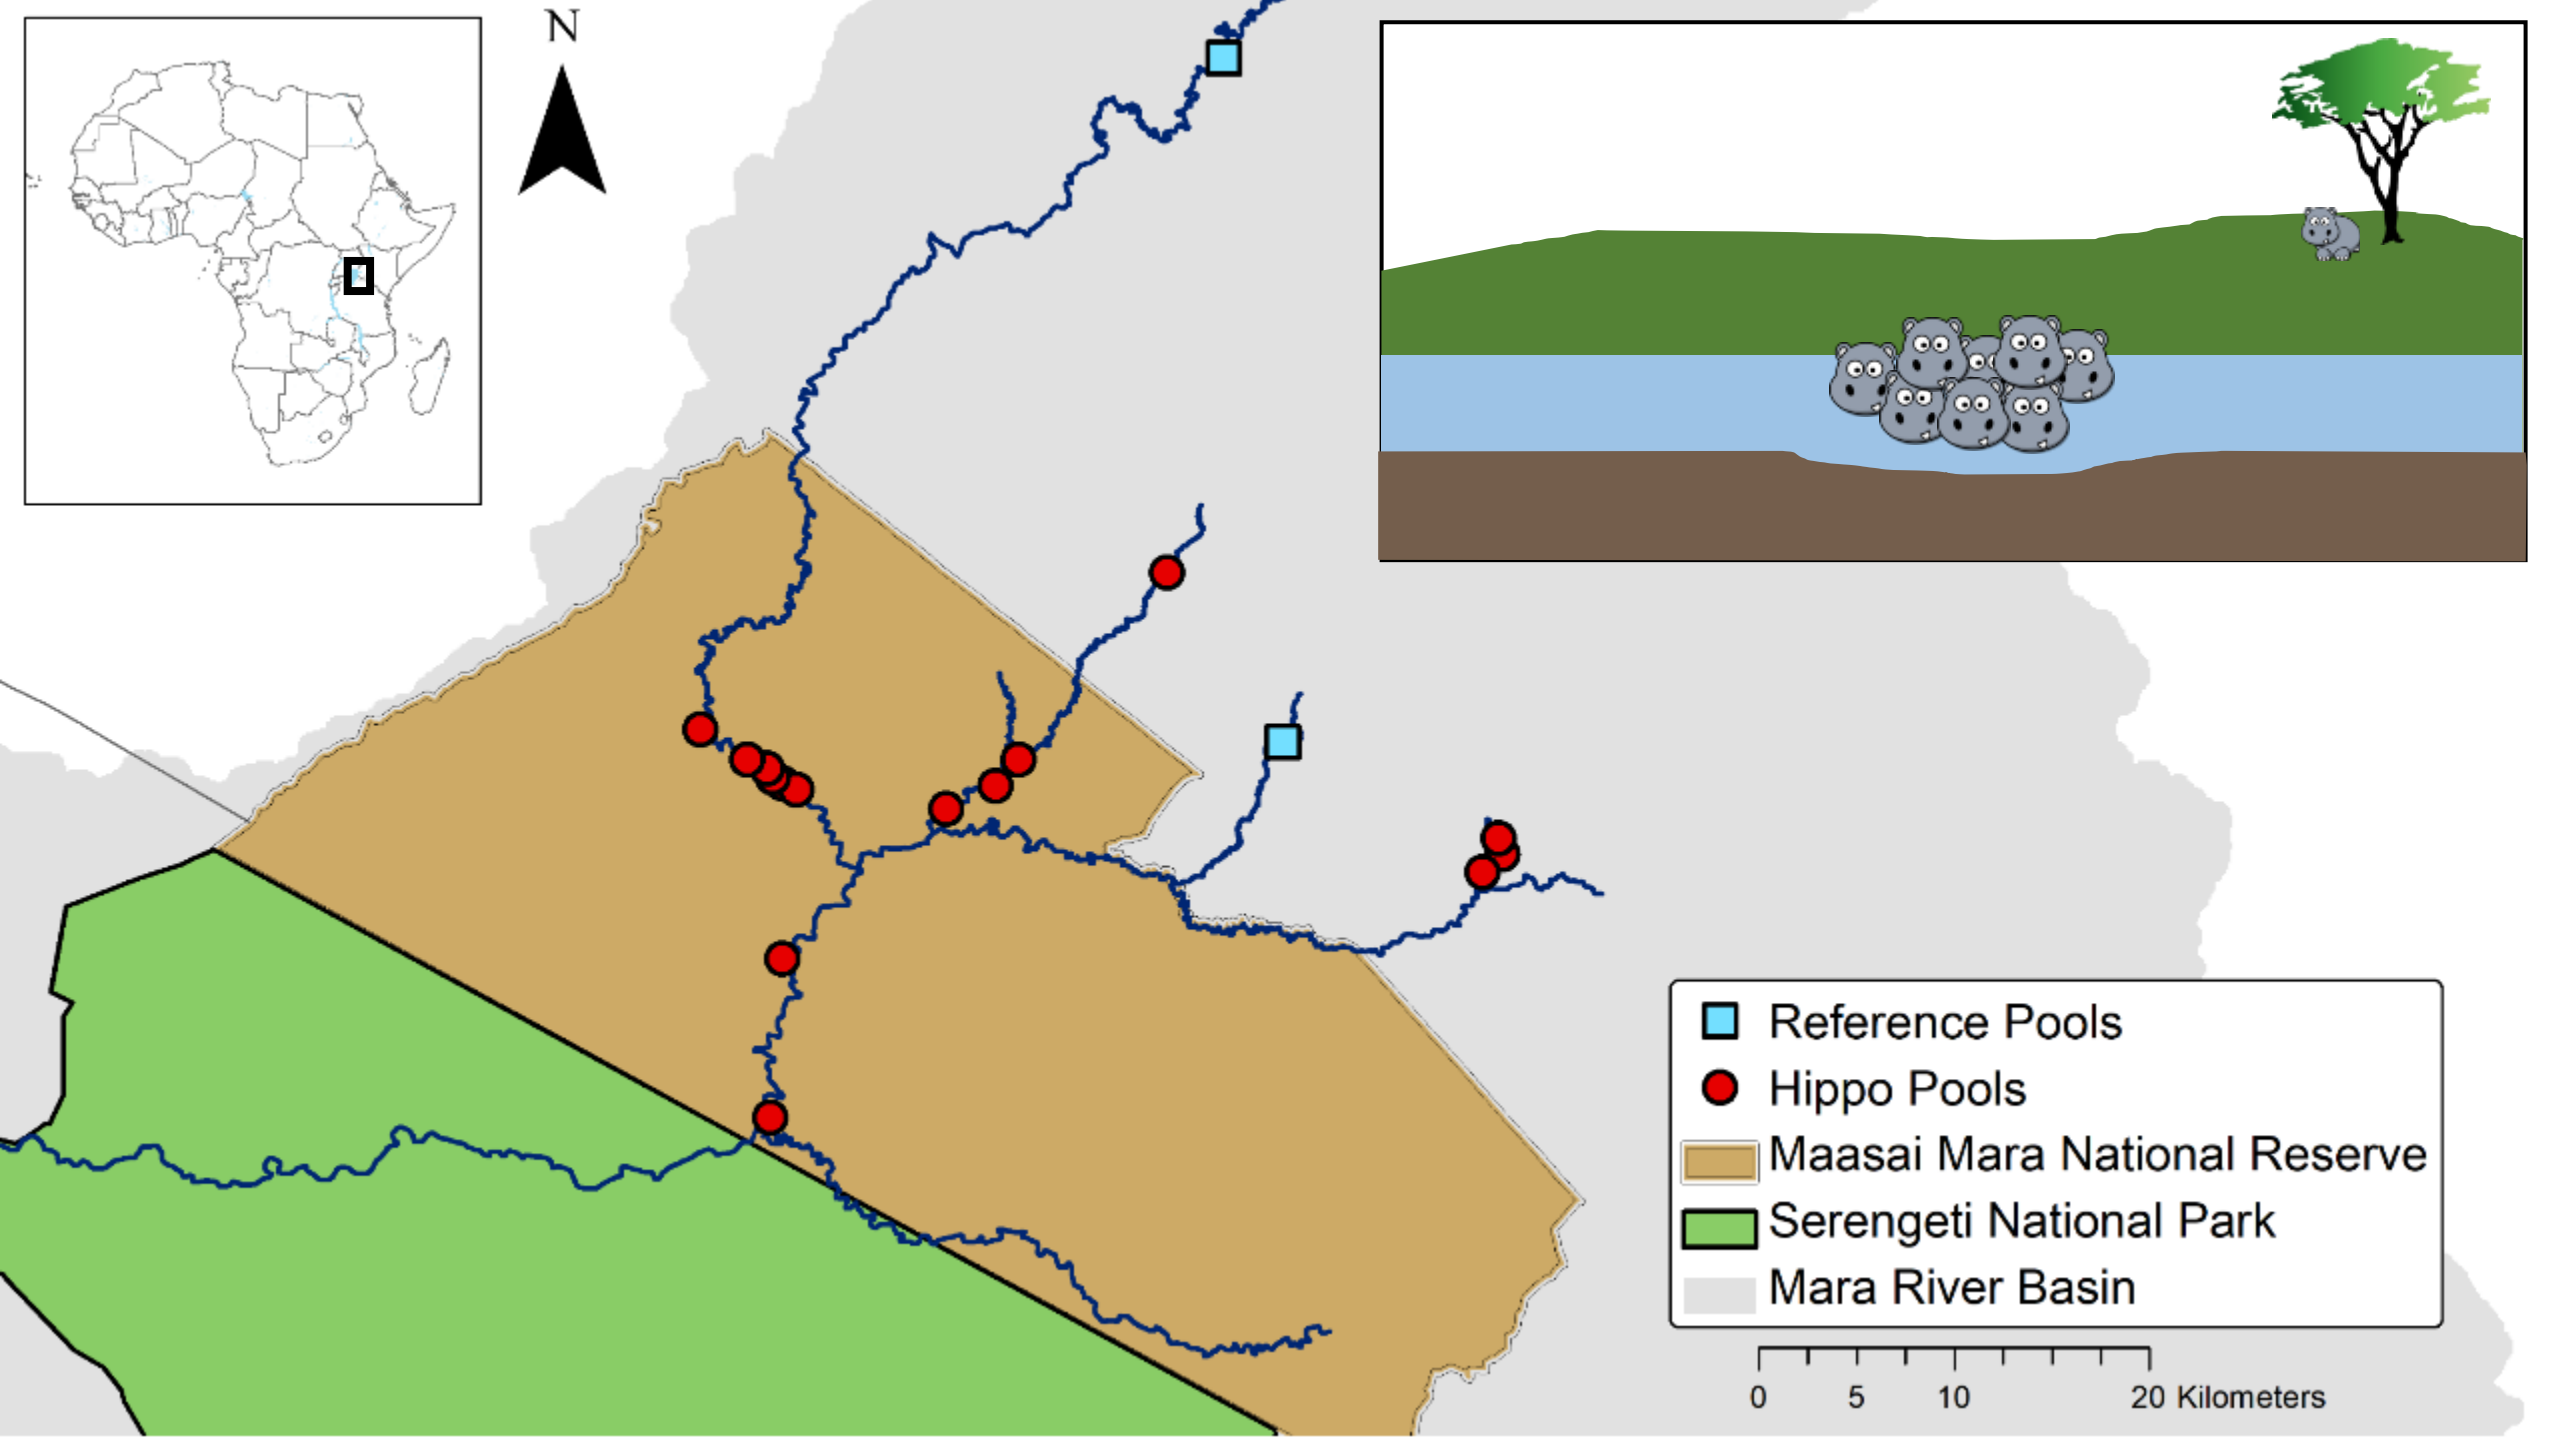 N
Reference Pools
Hippo Pools
Maasai Mara National Reserve
Serengeti National Park
Mara River Basin
0 5 10 20 Kilometers